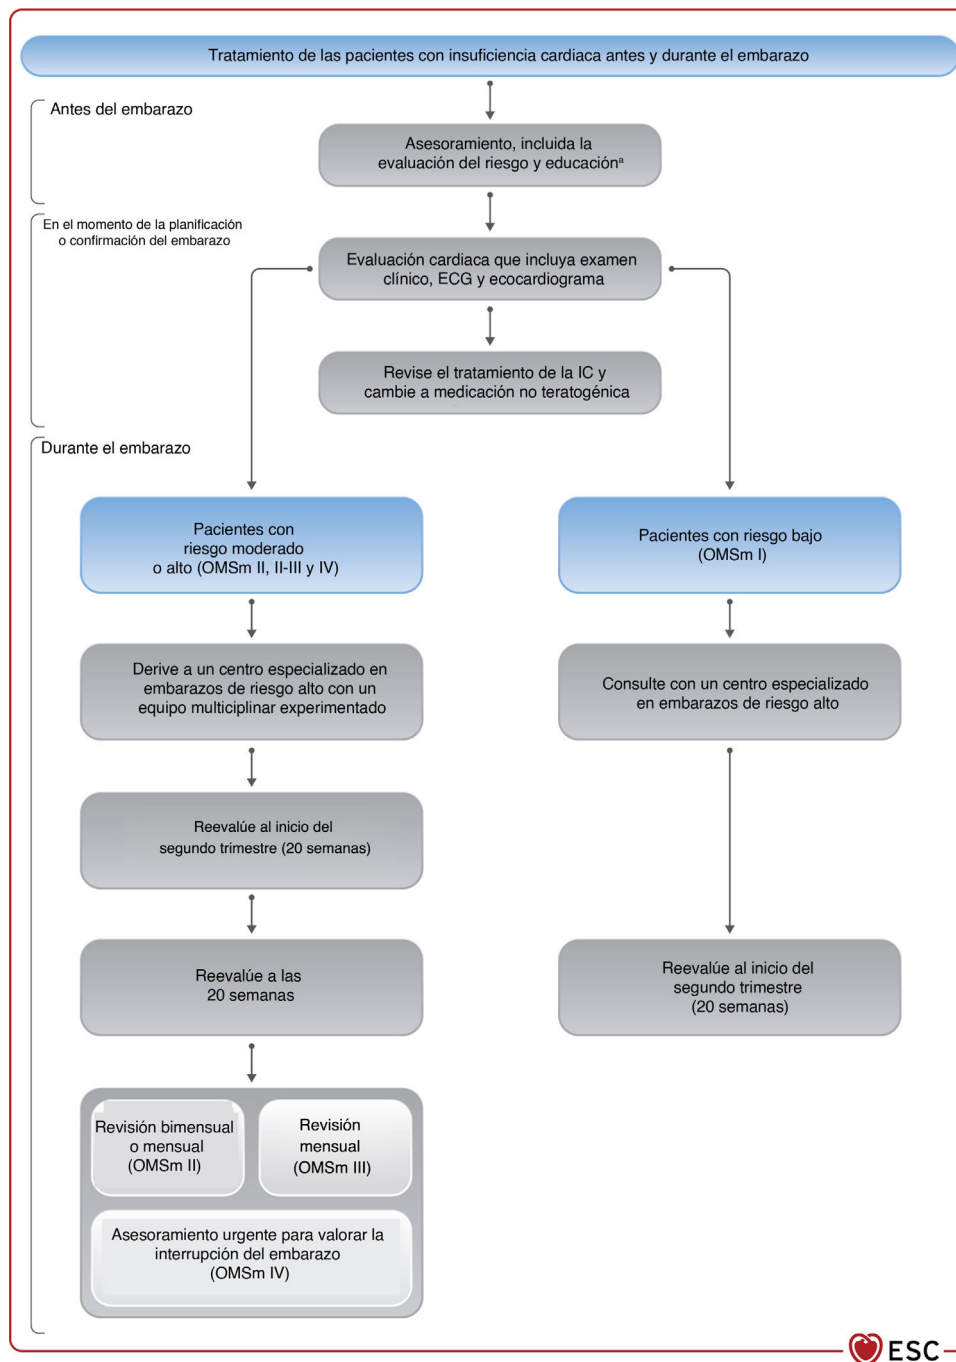 Tratamiento de las pacientes con insuficiencia cardiaca antes y durante el embarazo
Antes del embarazo
Asesoramiento, incluida la
evaluación del riesgo y educaciónª
En el momento de la planificación
o confirmación del embarazo
Evaluación cardiaca que incluya examen
clínico, ECG y ecocardiograma
Revise el tratamiento de la IC y
cambie a medicación no teratogénica
Durante el embarazo
Pacientes con
riesgo moderado
o alto (OMSm II, II-III y IV)
Pacientes con riesgo bajo
(OMSm I)
Derive a un centro especializado en
embarazos de riesgo alto con un
equipo multiciplinar experimentado
Consulte con un centro especializado
en embarazos de riesgo alto
Reevalúe al inicio del
segundo trimestre (20 semanas)
Reevalúe a las
20 semanas
Reevalúe al inicio del
segundo trimestre
(20 semanas)
Revisión bimensual
o mensual
(OMSm II)
Revisión
mensual
(OMSm III)
Asesoramiento urgente para valorar la
interrupción del embarazo
(OMSm IV)
ESC